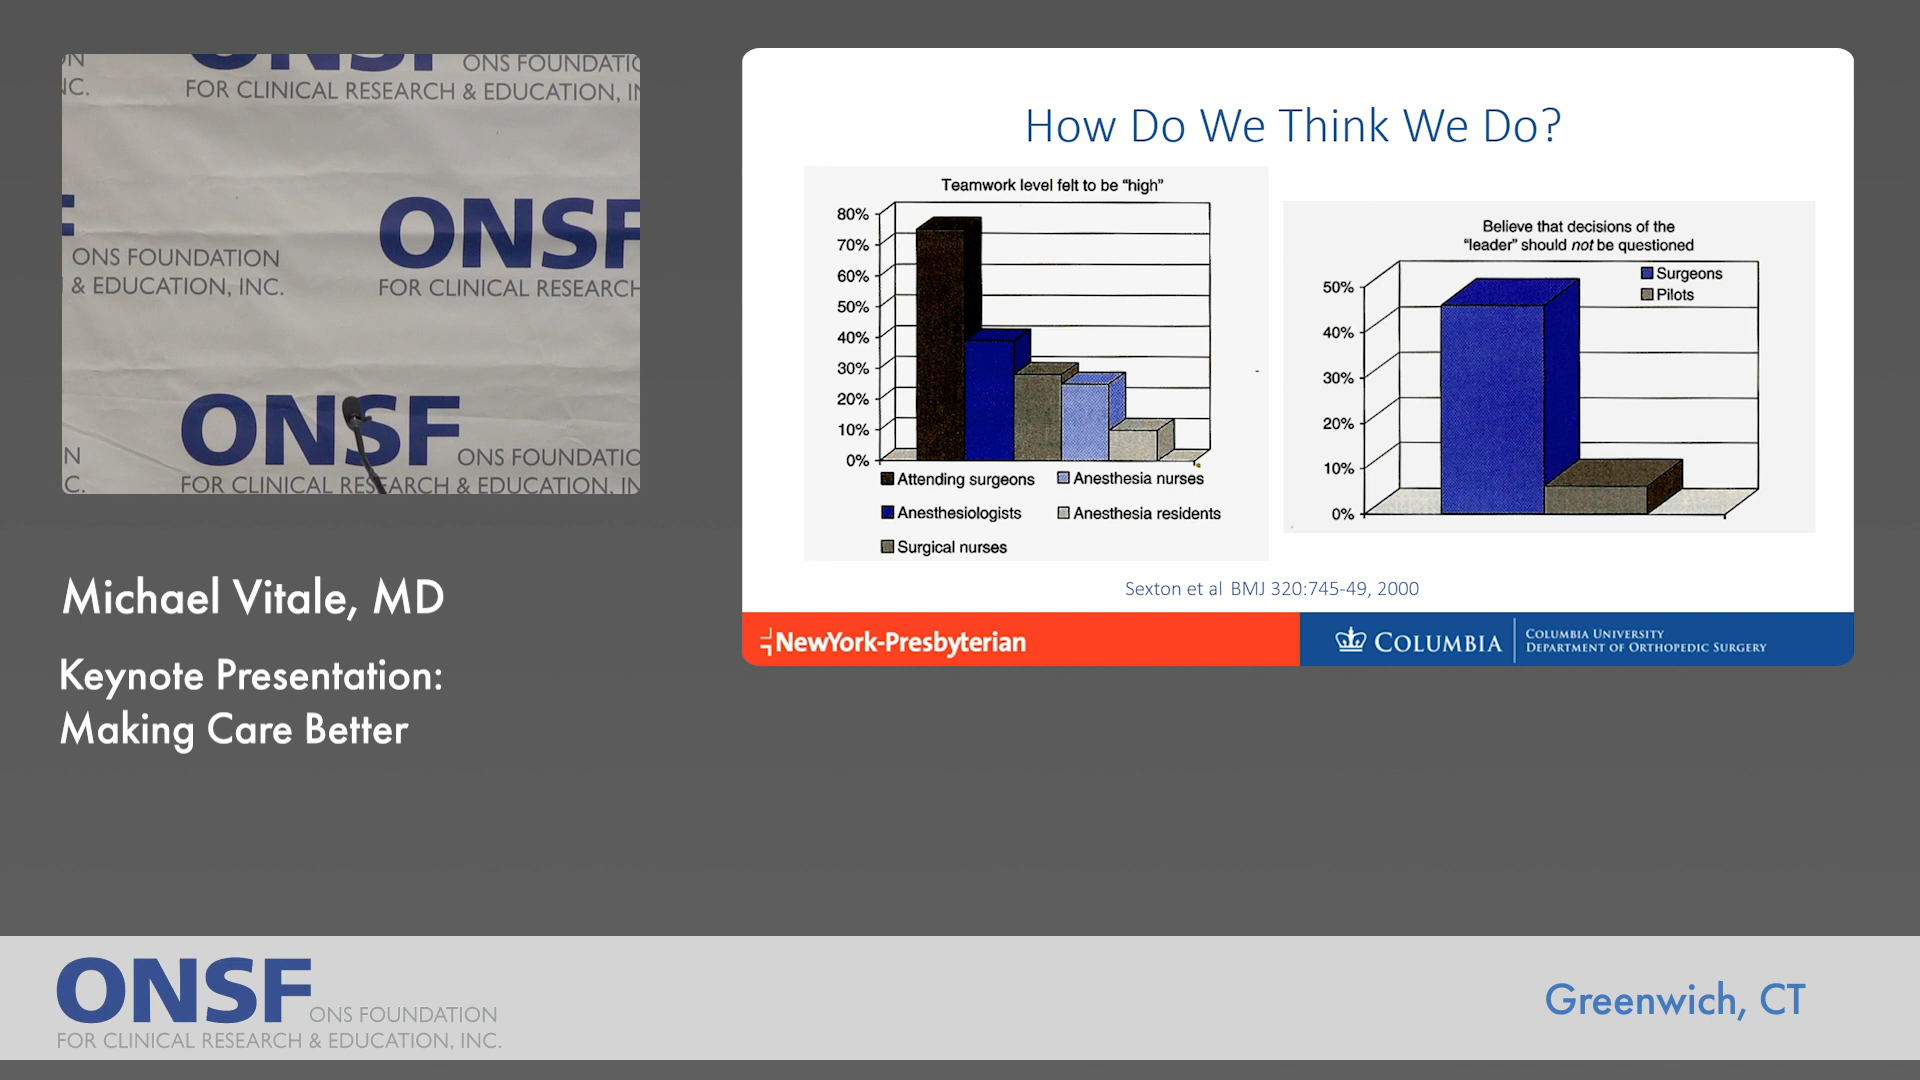 ONSF ONS FOUNDATIO
NC. FOR CLINICAL RESEARCH & EDUCATION, IN
ONSF
ONS FOUNDATION
& EDUCATION, INC. FOR CLINICAL RESEARCH
ONSF
N ONS FOUNDATIO
C. FOR CLINICAL RESEARCH & EDUCATION, IN
Michael Vitale, MD
Keynote Presentation:
Making Care Better
How Do We Think We Do?
Teamwork level felt to be “high”
80%
70%
60%
50%
40%
30%
20%
10%
0%
Attending surgeons Anesthesia nurses
Anesthesiologists Anesthesia residents
Surgical nurses
Believe that decisions of the
“leader” should not be questioned
Surgeons
Pilots
50%
40%
30%
20%
10%
0%
Sexton et al BMJ 320:745-49, 2000
NewYork-Presbyterian
COLUMBIA
COLUMBIA UNIVERSITY
DEPARTMENT OF ORTHOPEDIC SURGERY
ONSF ONS FOUNDATION
FOR CLINICAL RESEARCH & EDUCATION, INC.
Greenwich, CT